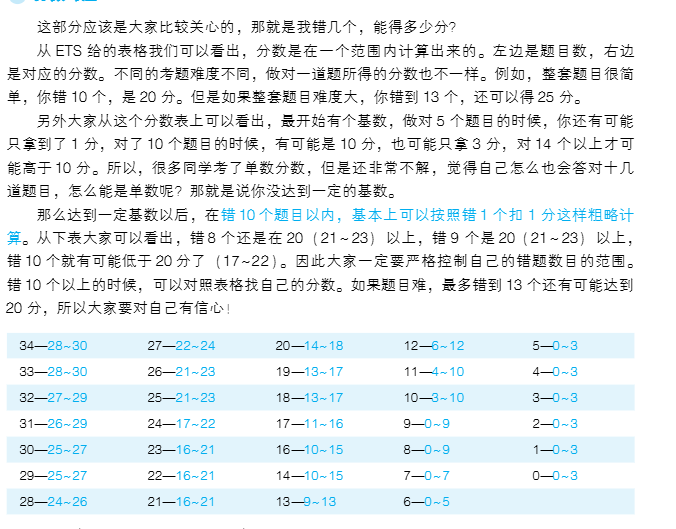 这部分应该是大家比较关心的，那就是我错几个，能得多少分？
从 ETS 给的表格我们可以看出，分数是在一个范围内计算出来的。左边是题目数，右边
是对应的分数。不同的考题难度不同，做对一道题所得的分数也不一样。例如，整套题目很简
单，你错 10 个，是 20 分。但是如果整套题目难度大，你错到 13 个，还可以得 25 分。
另外大家从这个分数表上可以看出，最开始有个基数，做对 5 个题目的时候，你还有可能
只拿到了 1 分，对了 10 个题目的时候，有可能是 10 分，也可能只拿 3 分，对 14 个以上才可
能高于 10 分。所以，很多同学考了单数分数，但是还非常不解，觉得自己怎么也会答对十几
道题目，怎么能是单数呢？那就是说你没达到一定的基数。
那么达到一定基数以后，在错 10 个题目以内，基本上可以按照错 1 个扣 1 分这样粗略计
算。从下表大家可以看出，错 8 个还是在 20（21~23）以上，错 9 个是 20（21~23）以上，
错 10 个就有可能低于 20 分了（17~22）。因此大家一定要严格控制自己的错题数目的范围。
错 10 个以上的时候，可以对照表格找自己的分数。如果题目难，最多错到 13 个还有可能达到
20 分，所以大家要对自己有信心！
34—28~30 27—22~24 20—14~18 12—6~12 5—0~3
33—28~30 26—21~23 19—13~17 11—4~10 4—0~3
32—27~29 25—21~23 18—13~17 10—3~10 3—0~3
31—26~29 24—17~22 17—11~16 9—0~9 2—0~3
30—25~27 23—16~21 16—10~15 8—0~9 1—0~3
29—25~27 22—16~21 14—10~15 7—0~7 0—0~3
28—24~26 21—16~21 13—9~13 6—0~5